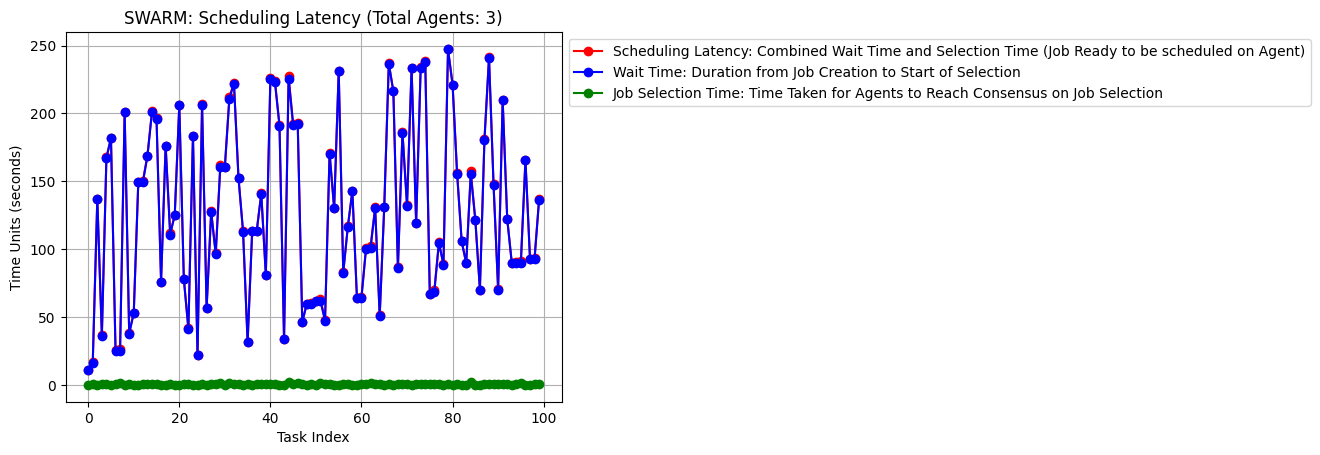 SWARM: Scheduling Latency (Total Agents: 3)
Scheduling Latency: Combined Wait Time and Selection Time (Job Ready to be scheduled on Agent)
Wait Time: Duration from Job Creation to Start of Selection
Job Selection Time: Time Taken for Agents to Reach Consensus on Job Selection
Time Units (seconds)
250
200
150
100
50
0
0 20 40 60 80 100
Task Index